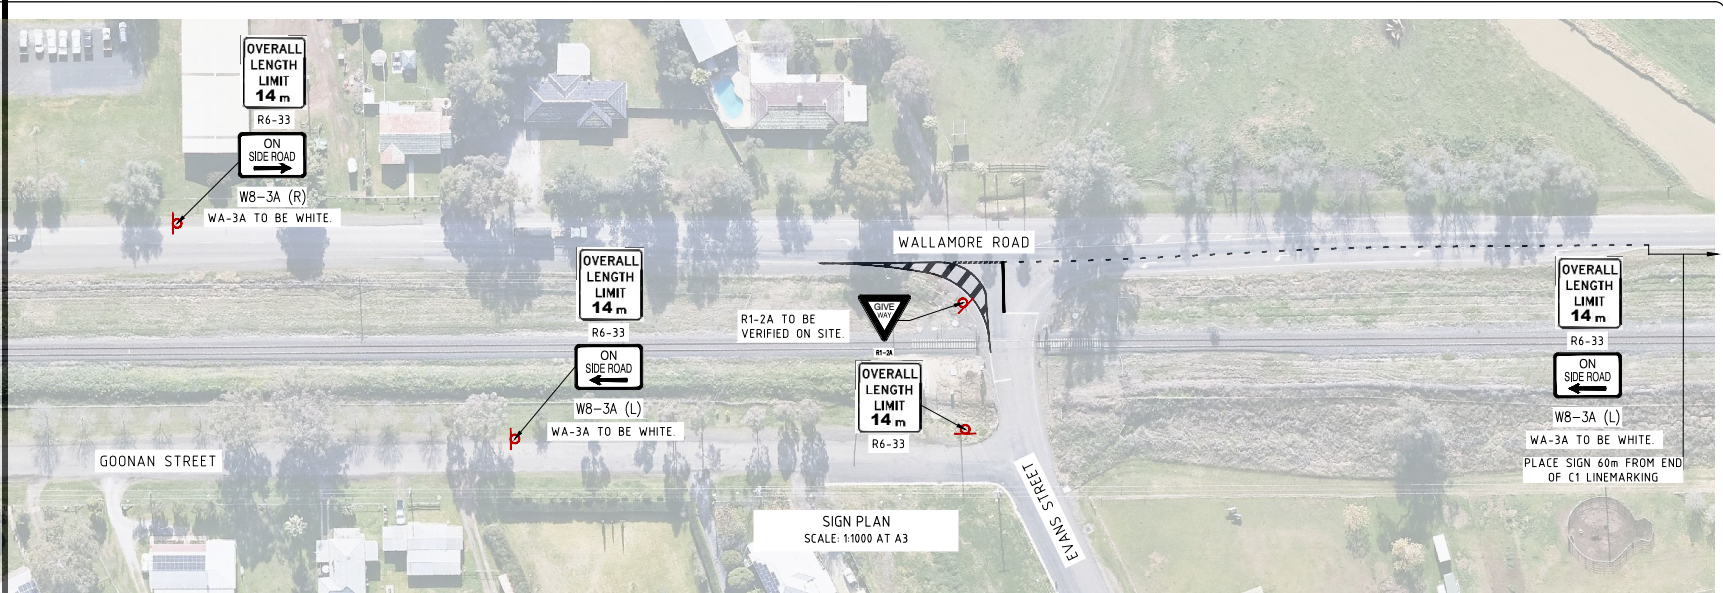 OVERALL
LENGTH
LIMIT
14 m
R6-33
ON
SIDE ROAD
W8-3A (R)
WA-3A TO BE WHITE.
WALLAMORE ROAD
OVERALL
LENGTH
LIMIT
14 m
R6-33
ON
SIDE ROAD
W8-3A (L)
WA-3A TO BE WHITE.
GOONAN STREET
R1-2A TO BE
VERIFIED ON SITE.
GIVE
WAY
R1-2A
OVERALL
LENGTH
LIMIT
14 m
R6-33
OVERALL
LENGTH
LIMIT
14 m
R6-33
ON
SIDE ROAD
W8-3A (L)
WA-3A TO BE WHITE.
PLACE SIGN 60m FROM END
OF C1 LINEMARKING
EVANS STREET
SIGN PLAN
SCALE: 1:1000 AT A3